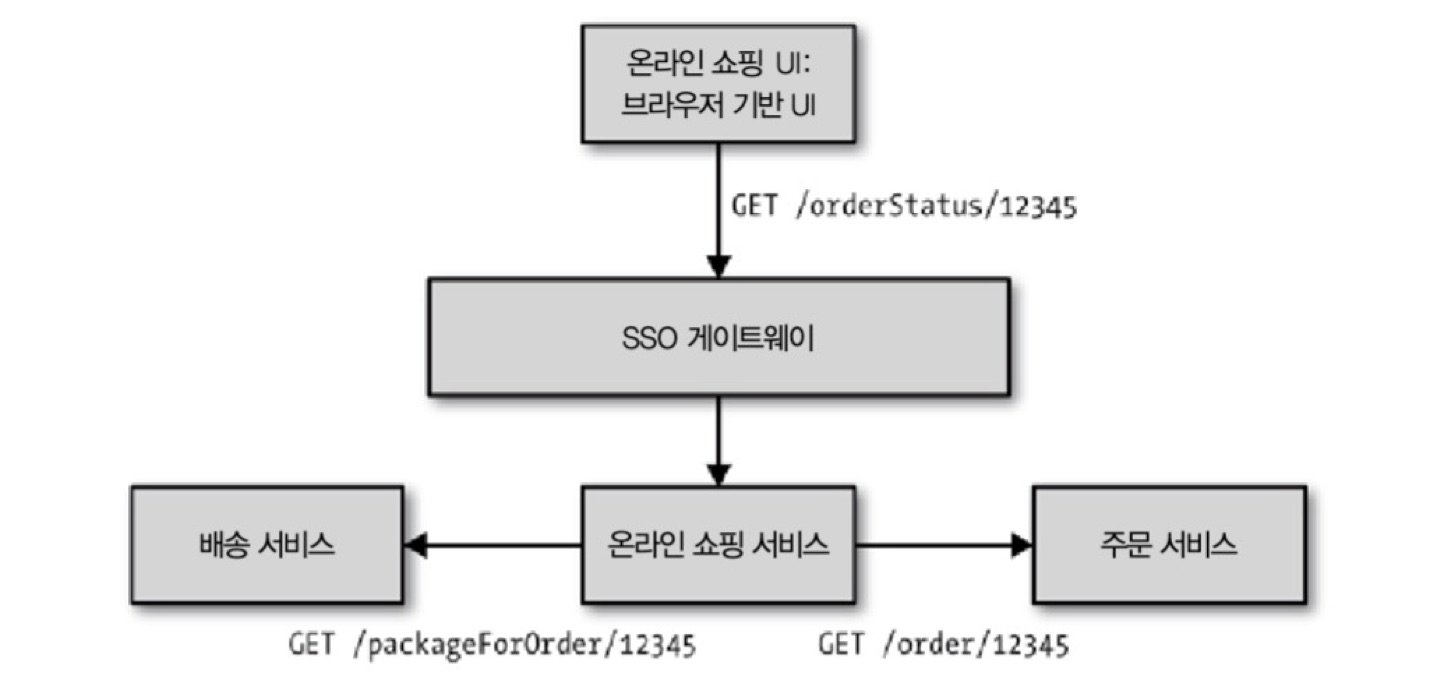 온라인 쇼핑 UI:
브라우저 기반 UI
GET /orderStatus/12345
SSO 게이트웨이
배송 서비스
온라인 쇼핑 서비스
주문 서비스
GET /packageForOrder/12345
GET /order/12345